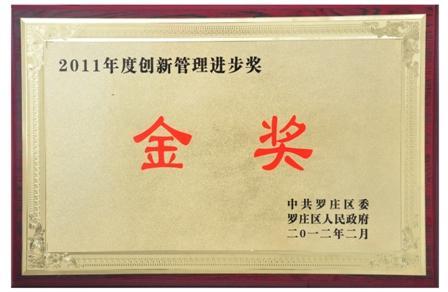 2011年度创新管理进步奖
金奖
中共罗庄区委
罗庄区人民政府
二○一二年二月